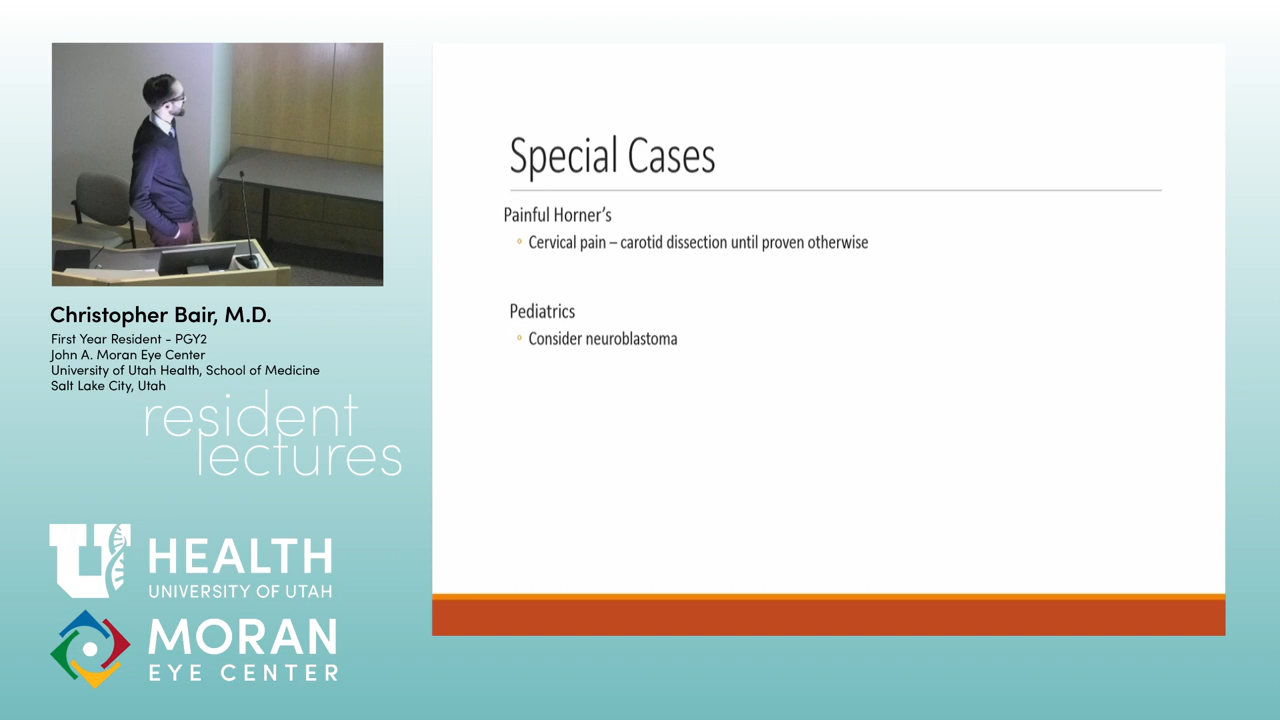 Christopher Bair, M.D.
First Year Resident - PGY2
John A. Moran Eye Center
University of Utah Health, School of Medicine
Salt Lake City, Utah
resident
lectures
U HEALTH
UNIVERSITY OF UTAH
MORAN
EYE CENTER
Special Cases
Painful Horner’s
Cervical pain – carotid dissection until proven otherwise
Pediatrics
Consider neuroblastoma